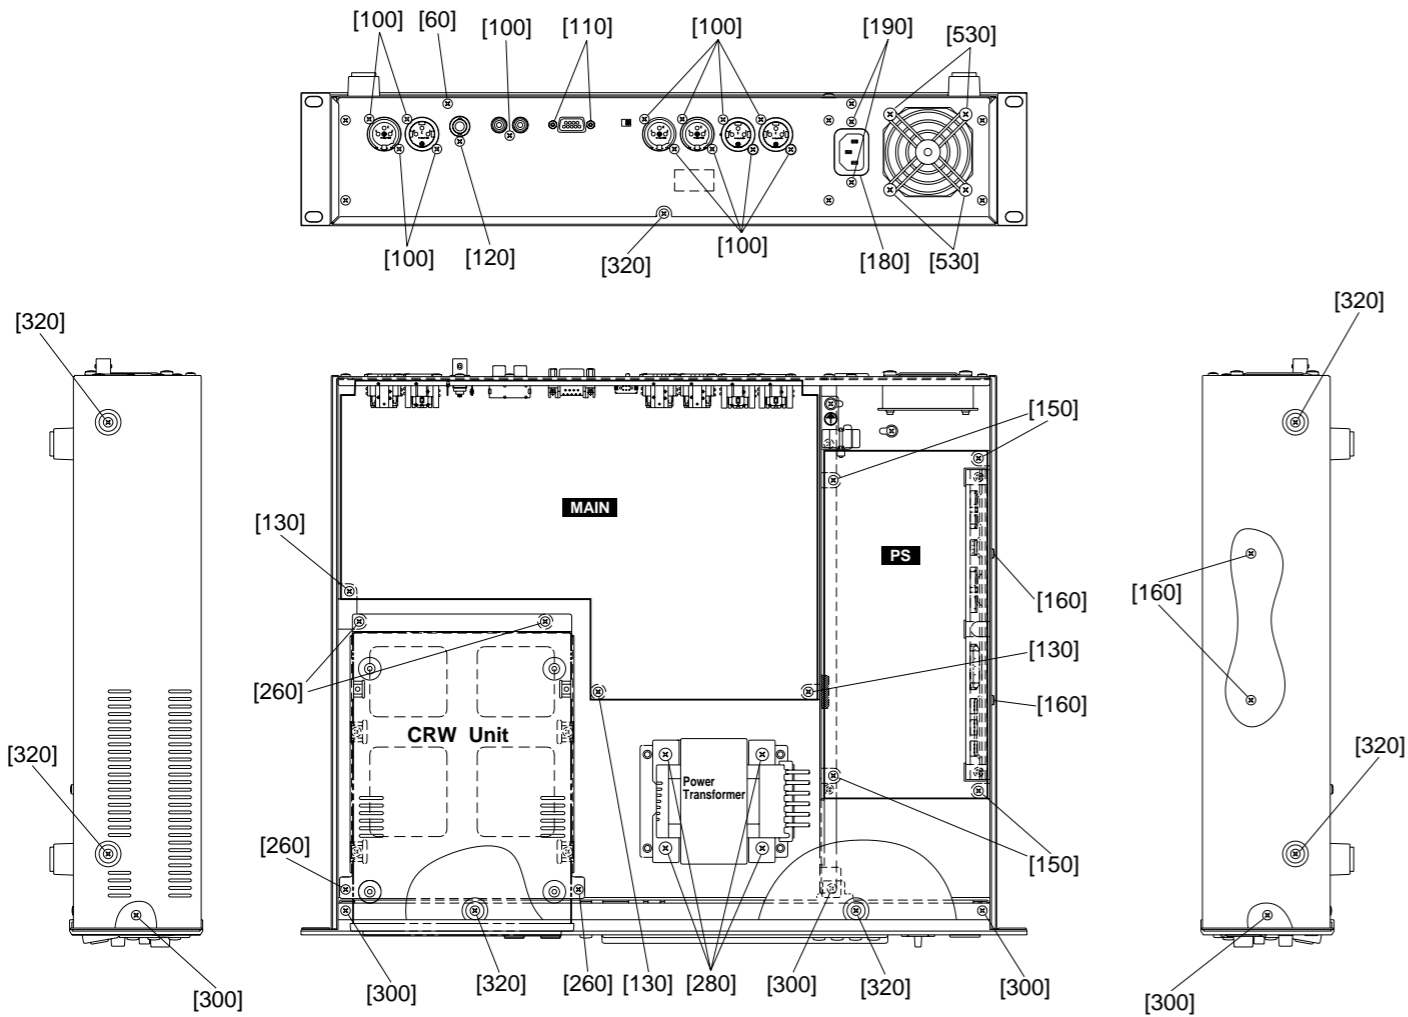 [100] [60] [100] [110] [100] [190] [530]
[100] [120] [320] [100] [180] [530]
[320] [320]
[150]
MAIN
[130]
PS
[160] [160]
[130]
[260]
[160]
CRW Unit
[320] [320]
Power
Transformer
[260] [150]
[300] [300] [320] [260] [130] [280] [300] [320] [300] [300]